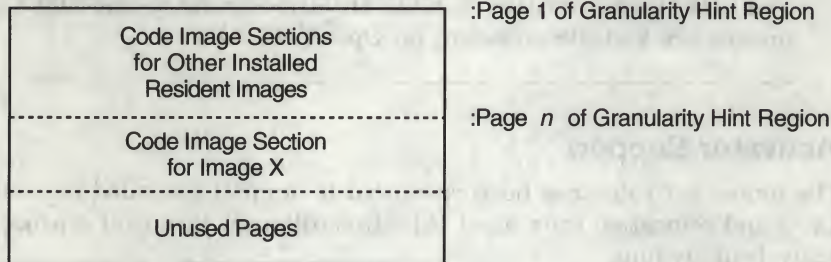 :Page 1 of Granularity Hint Region
Code Image Sections
for Other Installed
Resident Images
:Page n of Granularity Hint Region
Code Image Section
for Image X
Unused Pages